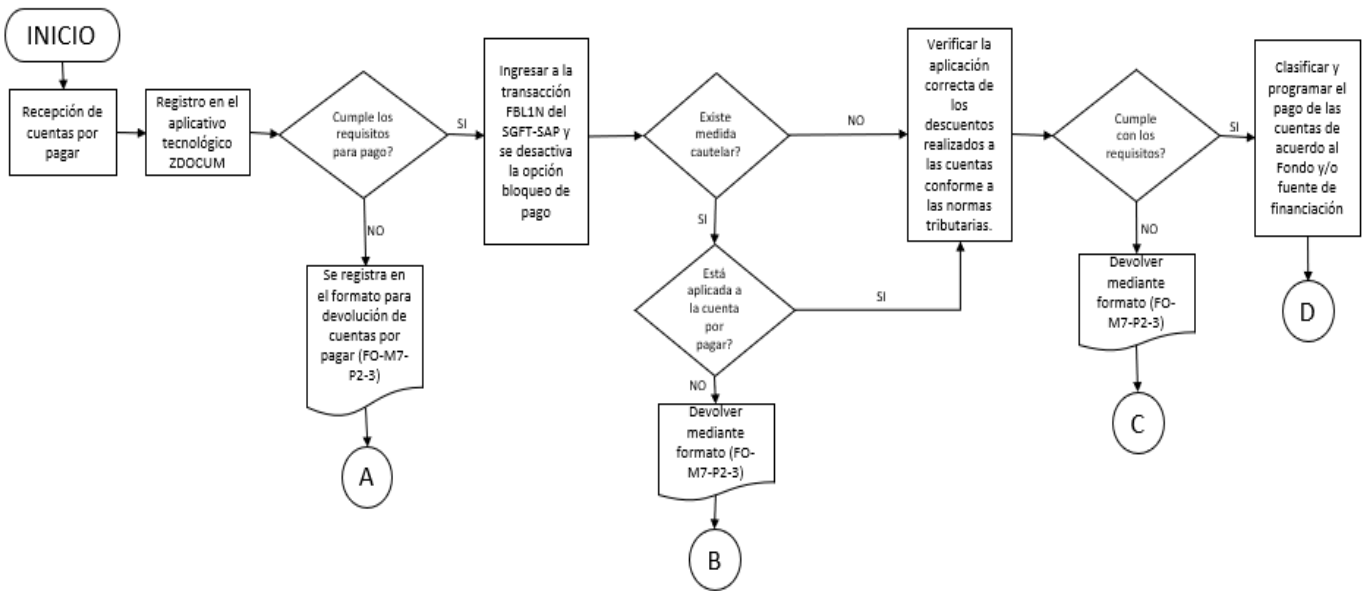 INICIO
Recepción de
cuentas por
pagar
Registro en el
aplicativo
tecnológico
ZDOCUM
Cumple los
requisitos
para pago?
SI
NO
Se registra en
el formato para
devolución de
cuentas por
pagar (FO-M7-
P2-3)
A
Ingresar a la
transacción
FBL1N del
SGFT-SAP y
se desactiva
la opción
bloqueo de
pago
Existe
medida
cautelar?
NO
SI
Está
aplicada a
la cuenta
por
pagar?
SI
NO
Devolver
mediante
formato (FO-
M7-P2-3)
B
Verificar la
aplicación
correcta de
los
descuentos
realizados a
las cuentas
conforme a
las normas
tributarias.
Cumple
con los
requisitos?
SI
NO
Devolver
mediante
formato (FO-
M7-P2-3)
C
Clasificar y
programar el
pago de las
cuentas de
acuerdo al
Fondo y/o
fuente de
financiación
D